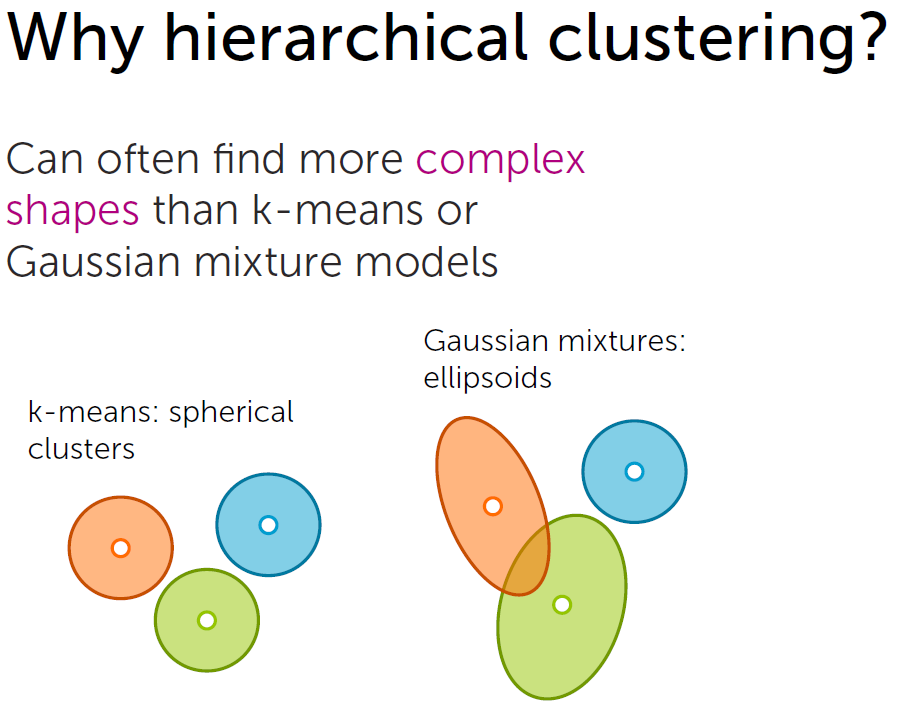 Why hierarchical clustering?
Can often find more complex
shapes than k-means or
Gaussian mixture models
Gaussian mixtures:
ellipsoids
k-means: spherical
clusters